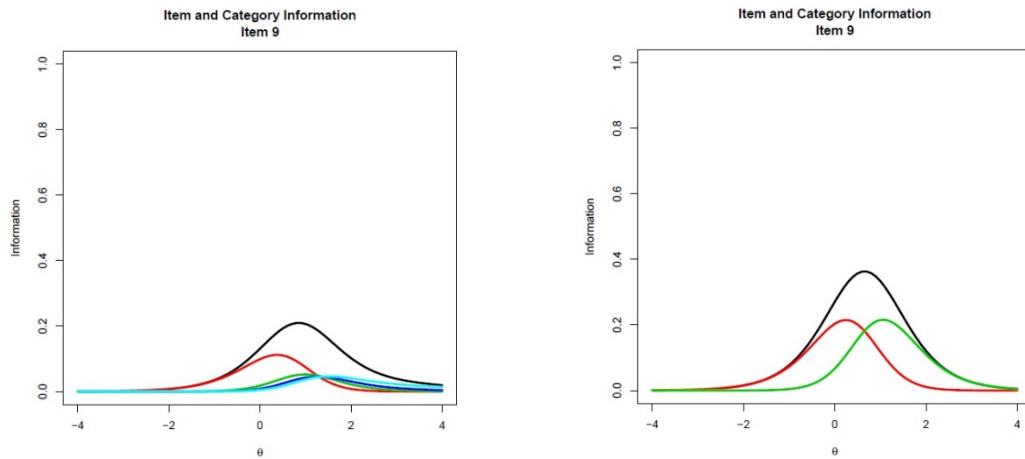 Item and Category Information
Item 9
1.0
0.8
0.6
0.4
0.2
0.0
Information
−4
−2
0
2
4
θ
Item and Category Information
Item 9
1.0
0.8
0.6
0.4
0.2
0.0
Information
−4
−2
0
2
4
θ